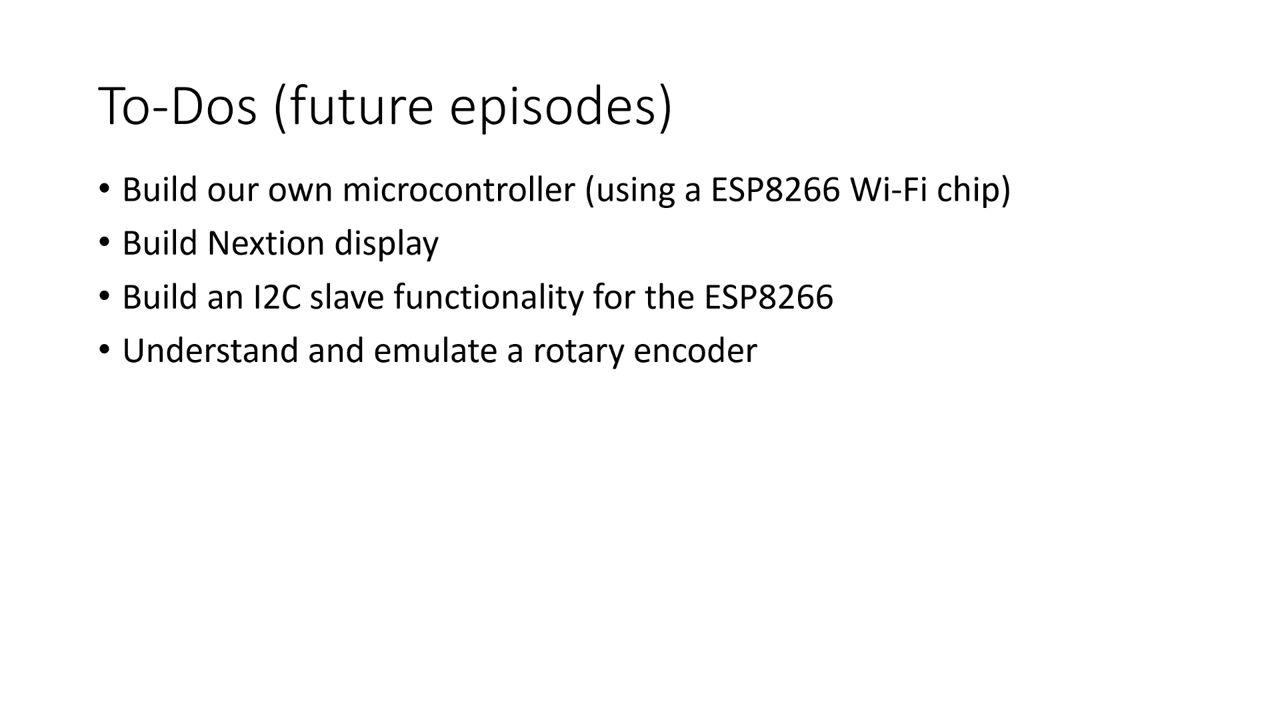 To-Dos (future episodes)
• Build our own microcontroller (using a ESP8266 Wi-Fi chip)
• Build Nextion display
• Build an I2C slave functionality for the ESP8266
• Understand and emulate a rotary encoder